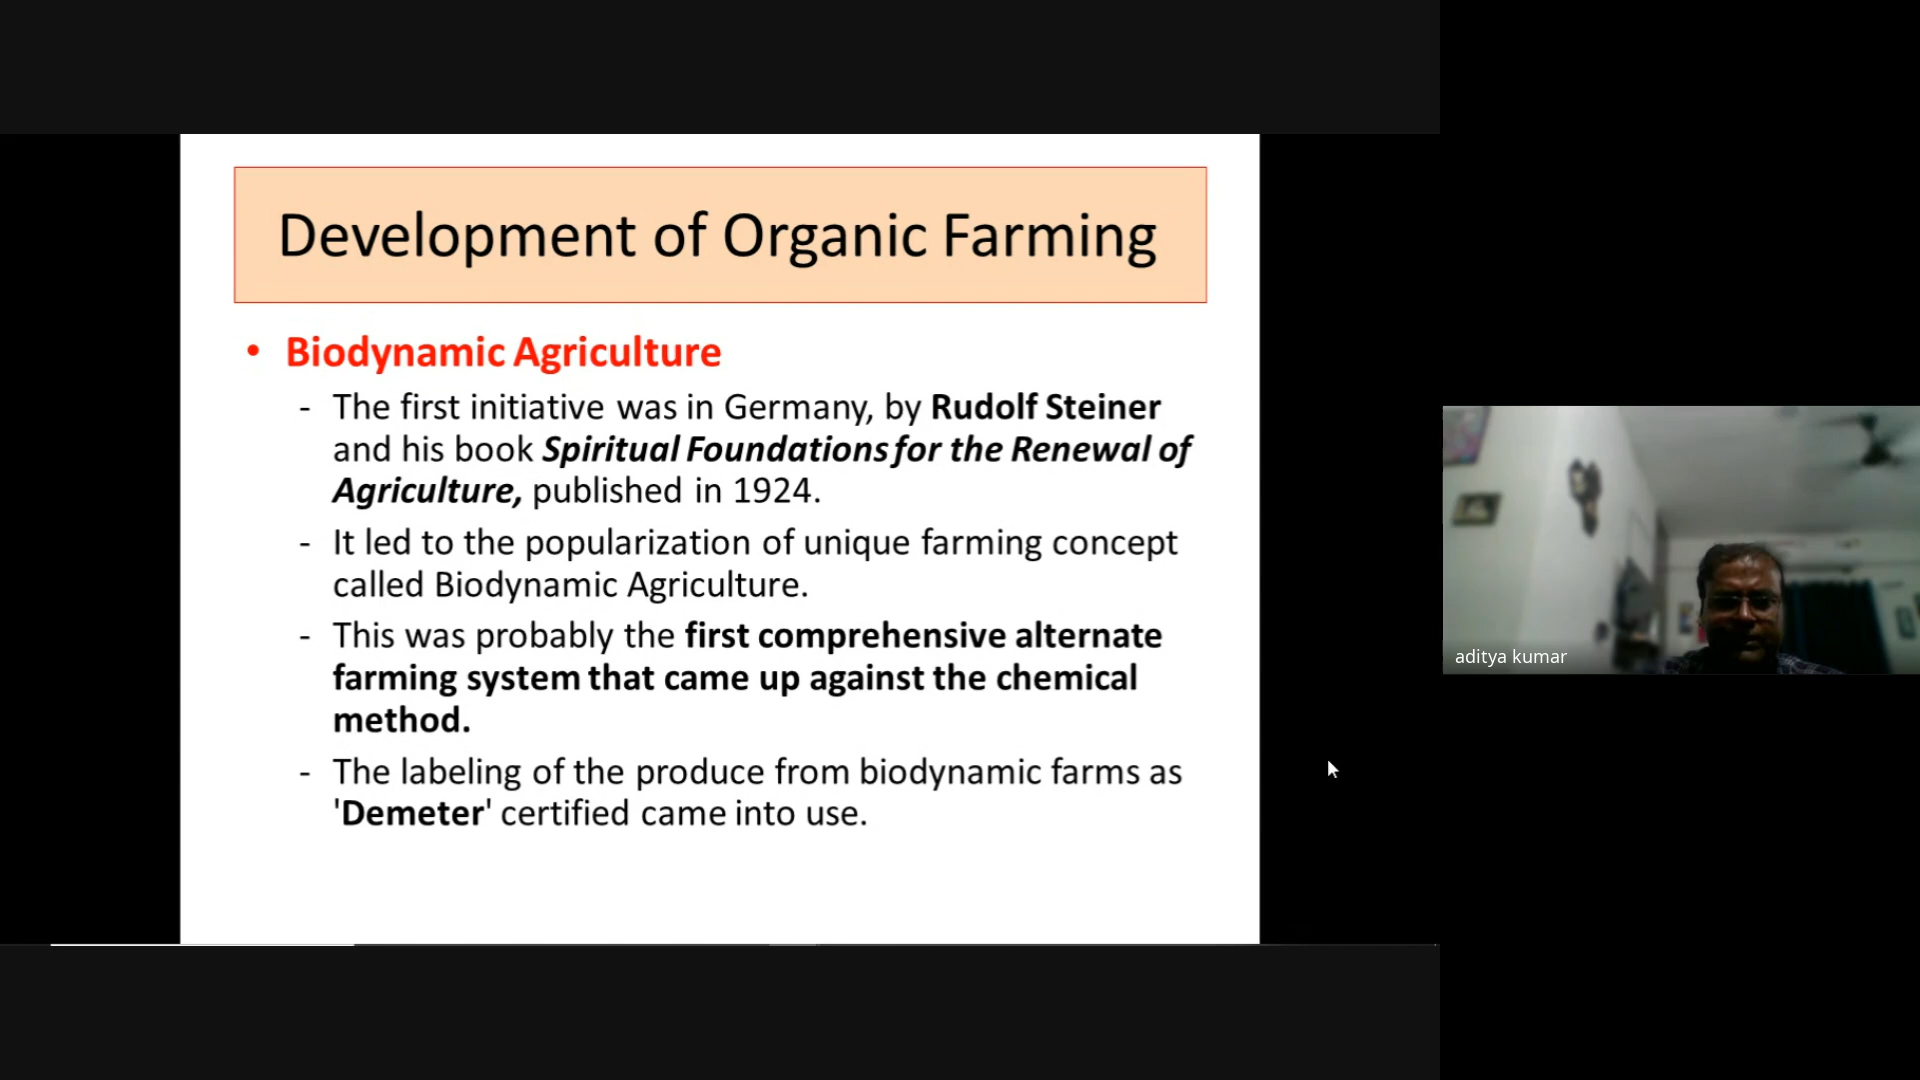 Development of Organic Farming
• Biodynamic Agriculture
- The first initiative was in Germany, by Rudolf Steiner
and his book Spiritual Foundations for the Renewal of
Agriculture, published in 1924.
- It led to the popularization of unique farming concept
called Biodynamic Agriculture.
- This was probably the first comprehensive alternate
farming system that came up against the chemical
method.
- The labeling of the produce from biodynamic farms as
'Demeter' certified came into use.
aditya kumar